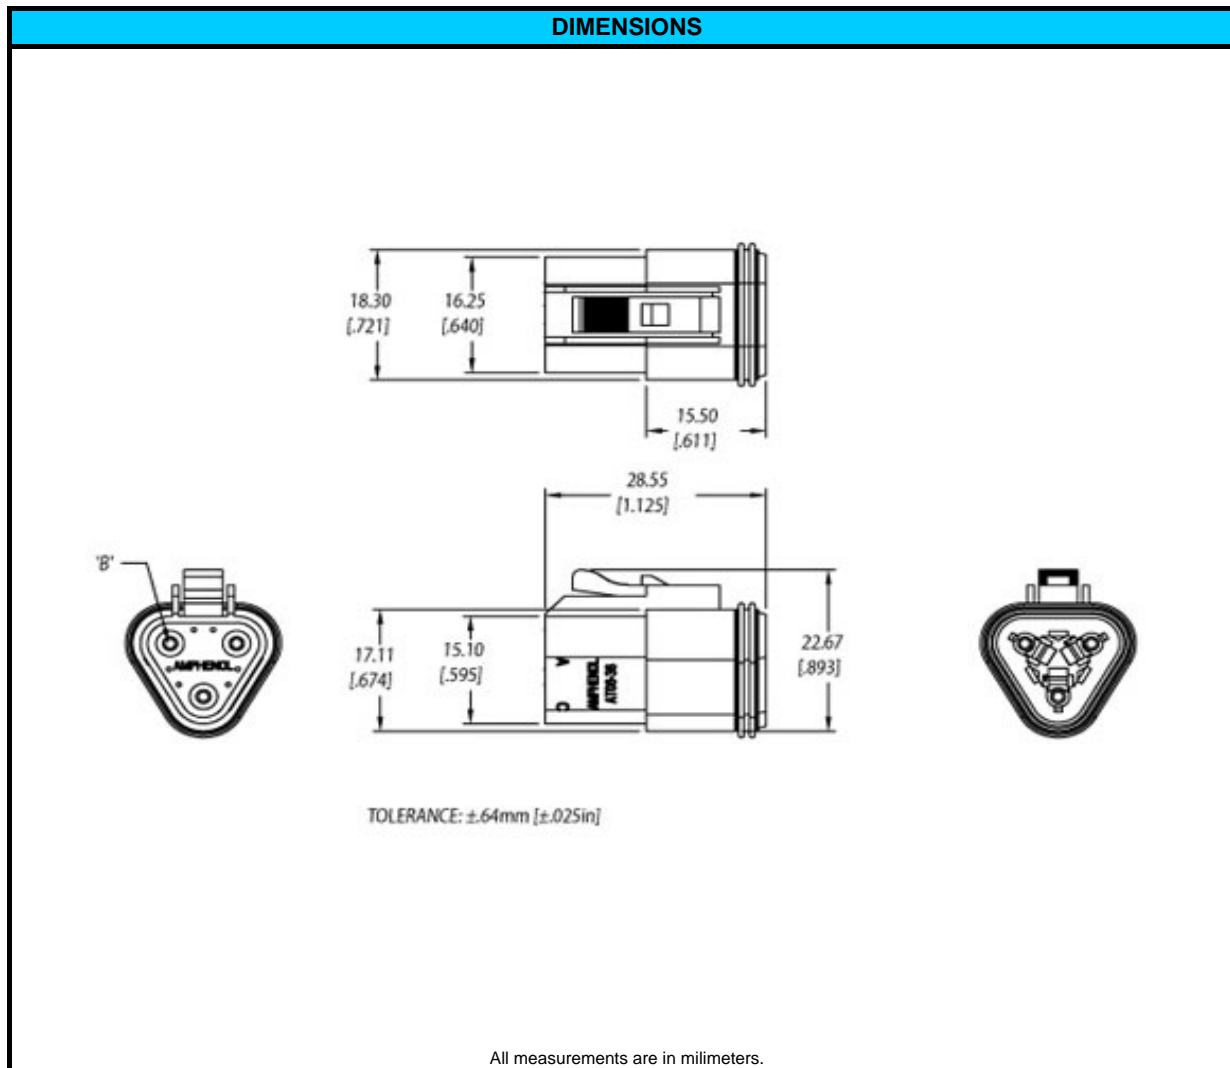 DIMENSIONS
18.30
[.721]
16.25
[.640]
15.50
[.611]
28.55
[1.125]
'B'
AMPHENOL
17.11
[.674]
15.10
[.595]
A
C
AMPHENOL
22.67
[.893]
TOLERANCE: ±.64mm [±.025in]
All measurements are in milimeters.